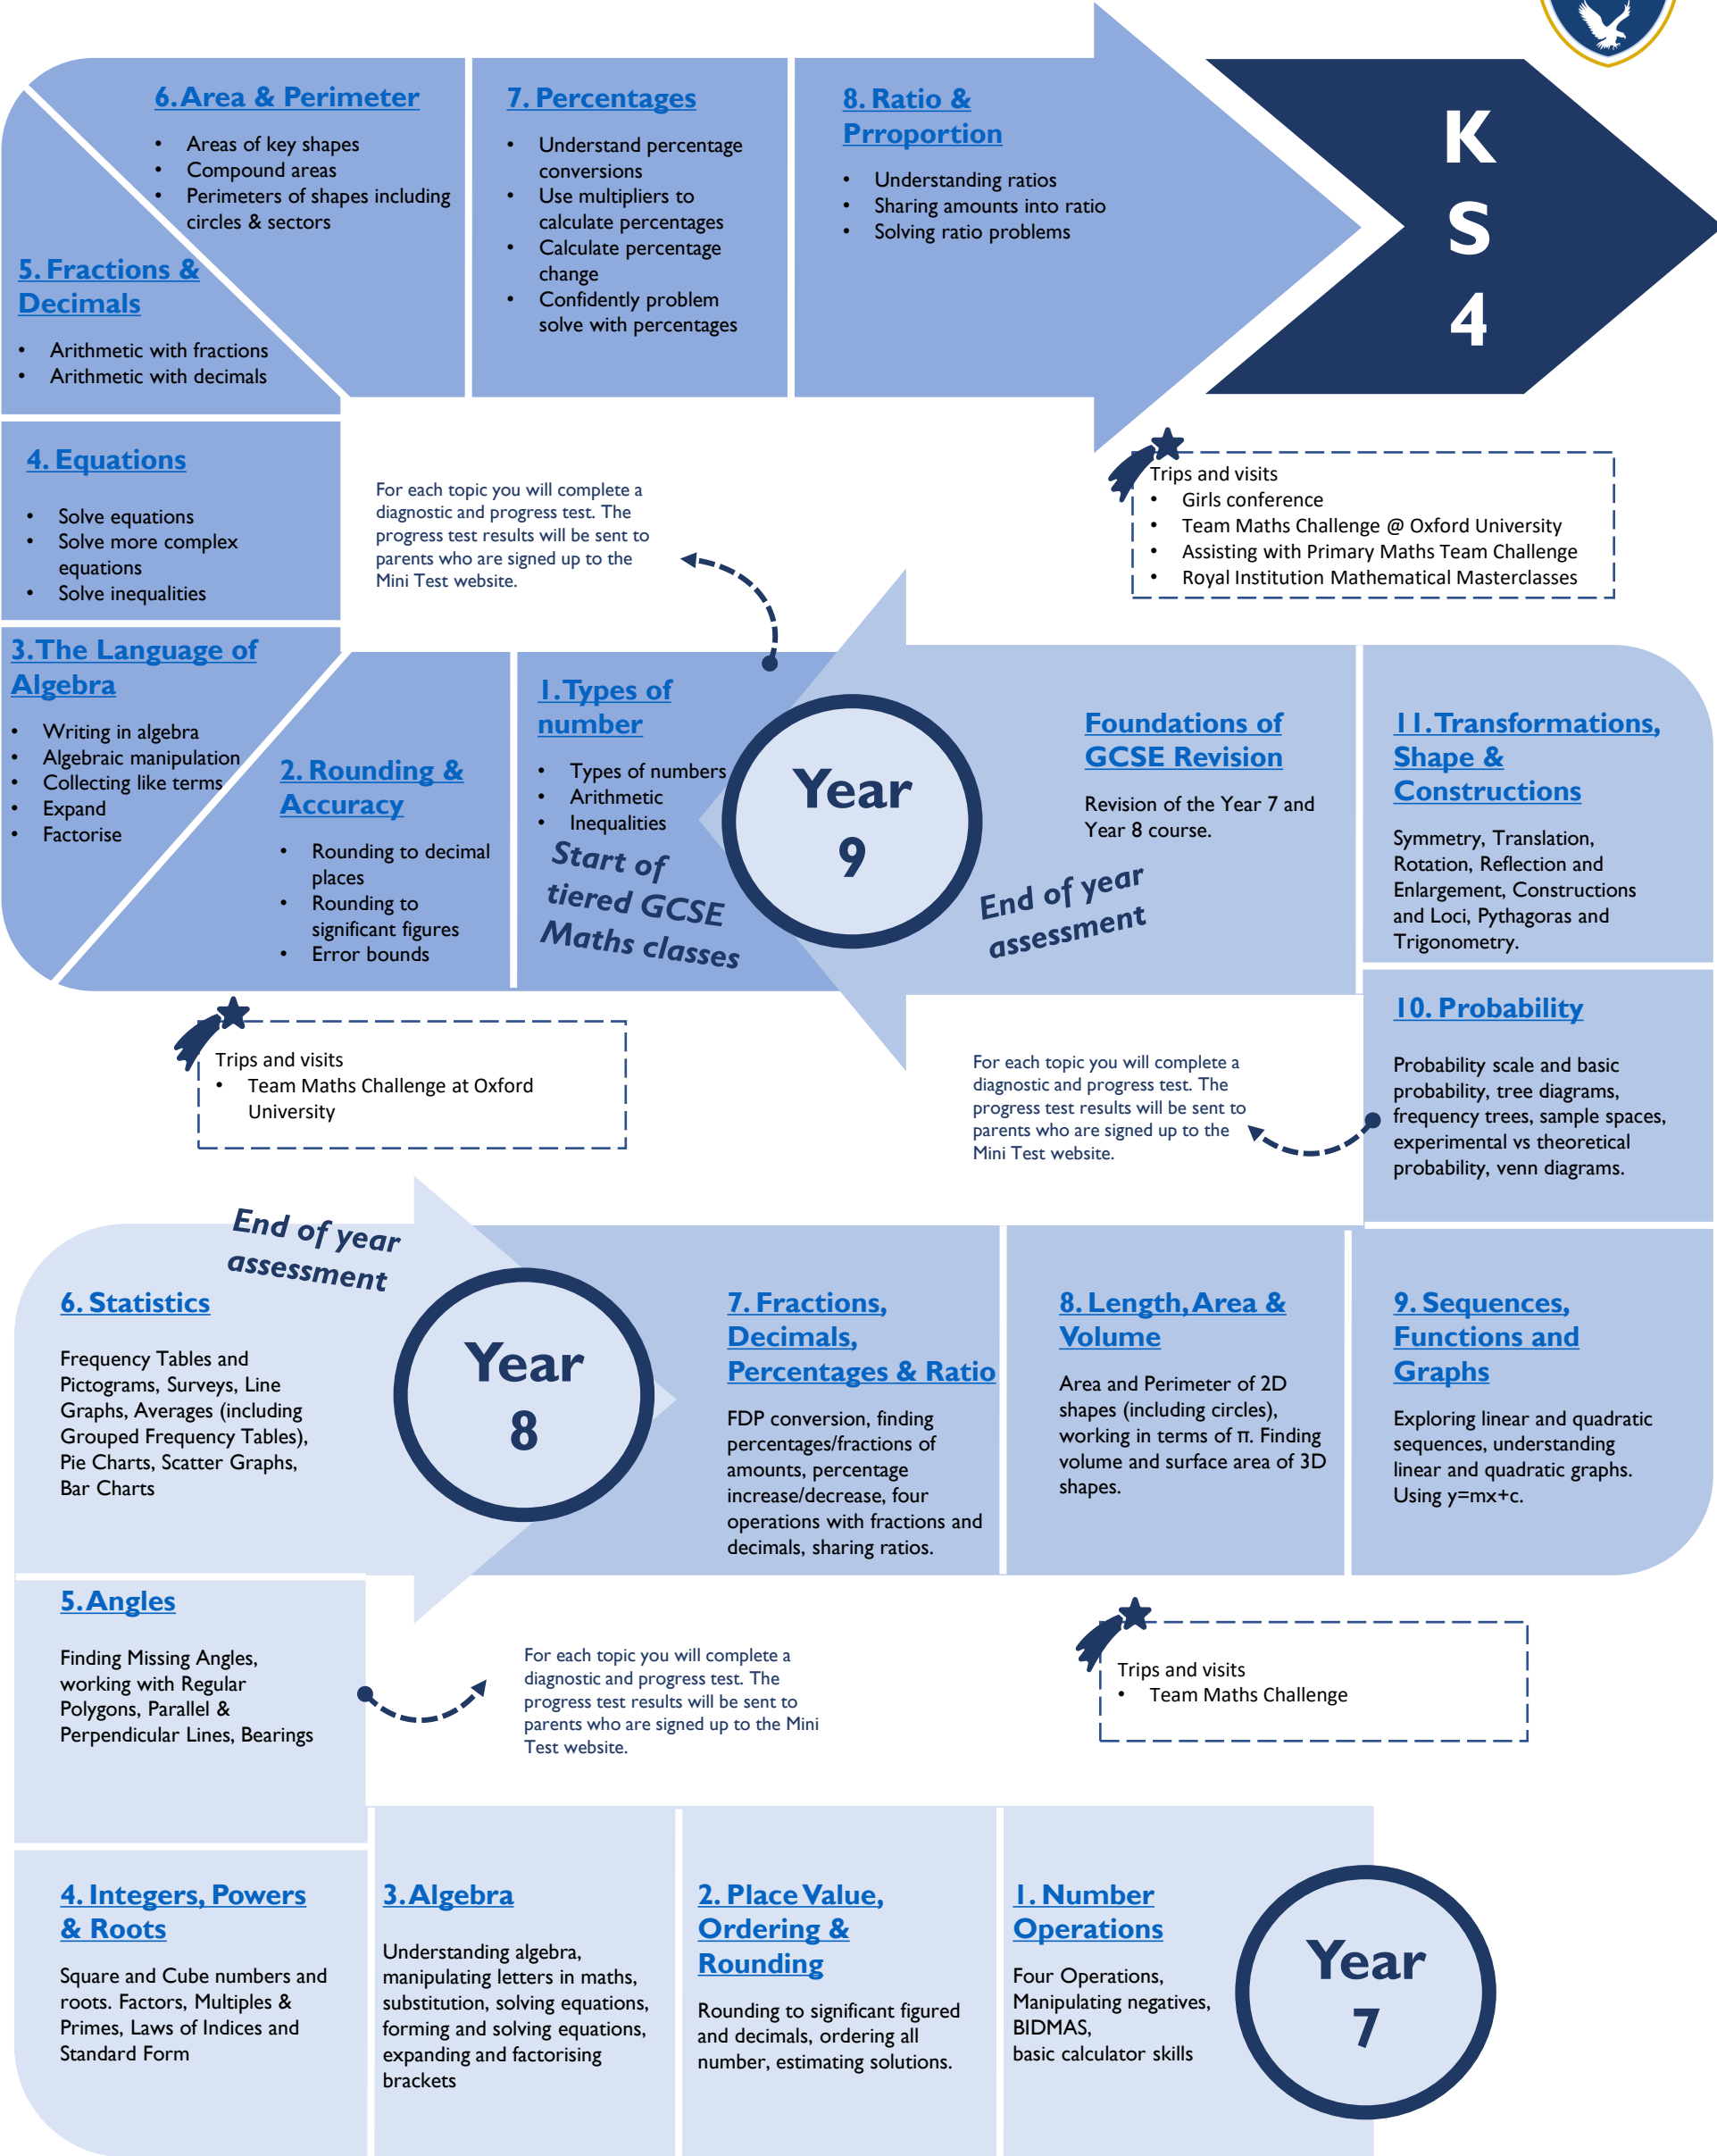 6. Area & Perimeter
• Areas of key shapes
• Compound areas
• Perimeters of shapes including
circles & sectors
7. Percentages
• Understand percentage
conversions
• Use multipliers to
calculate percentages
• Calculate percentage
change
• Confidently problem
solve with percentages
8. Ratio &
Prroportion
• Understanding ratios
• Sharing amounts into ratio
• Solving ratio problems
K
S
4
5. Fractions &
Decimals
• Arithmetic with fractions
• Arithmetic with decimals
4. Equations
• Solve equations
• Solve more complex
equations
• Solve inequalities
For each topic you will complete a
diagnostic and progress test. The
progress test results will be sent to
parents who are signed up to the
Mini Test website.
Trips and visits
• Girls conference
• Team Maths Challenge @ Oxford University
• Assisting with Primary Maths Team Challenge
• Royal Institution Mathematical Masterclasses
3. The Language of
Algebra
• Writing in algebra
• Algebraic manipulation
• Collecting like terms
• Expand
• Factorise
2. Rounding &
Accuracy
• Rounding to decimal
places
• Rounding to
significant figures
• Error bounds
1. Types of
number
• Types of numbers
• Arithmetic
• Inequalities
Start of
tiered GCSE
Maths classes
Year
9
Foundations of
GCSE Revision
Revision of the Year 7 and
Year 8 course.
End of year
assessment
11. Transformations,
Shape &
Constructions
Symmetry, Translation,
Rotation, Reflection and
Enlargement, Constructions
and Loci, Pythagoras and
Trigonometry.
Trips and visits
• Team Maths Challenge at Oxford
University
For each topic you will complete a
diagnostic and progress test. The
progress test results will be sent to
parents who are signed up to the
Mini Test website.
10. Probability
Probability scale and basic
probability, tree diagrams,
frequency trees, sample spaces,
experimental vs theoretical
probability, venn diagrams.
End of year
assessment
6. Statistics
Frequency Tables and
Pictograms, Surveys, Line
Graphs, Averages (including
Grouped Frequency Tables),
Pie Charts, Scatter Graphs,
Bar Charts
Year
8
7. Fractions,
Decimals,
Percentages & Ratio
FDP conversion, finding
percentages/fractions of
amounts, percentage
increase/decrease, four
operations with fractions and
decimals, sharing ratios.
8. Length, Area &
Volume
Area and Perimeter of 2D
shapes (including circles),
working in terms of π. Finding
volume and surface area of 3D
shapes.
9. Sequences,
Functions and
Graphs
Exploring linear and quadratic
sequences, understanding
linear and quadratic graphs.
Using y=mx+c.
5. Angles
Finding Missing Angles,
working with Regular
Polygons, Parallel &
Perpendicular Lines, Bearings
For each topic you will complete a
diagnostic and progress test. The
progress test results will be sent to
parents who are signed up to the Mini
Test website.
Trips and visits
• Team Maths Challenge
4. Integers, Powers
& Roots
Square and Cube numbers and
roots. Factors, Multiples &
Primes, Laws of Indices and
Standard Form
3. Algebra
Understanding algebra,
manipulating letters in maths,
substitution, solving equations,
forming and solving equations,
expanding and factorising
brackets
2. Place Value,
Ordering &
Rounding
Rounding to significant figured
and decimals, ordering all
number, estimating solutions.
1. Number
Operations
Four Operations,
Manipulating negatives,
BIDMAS,
basic calculator skills
Year
7